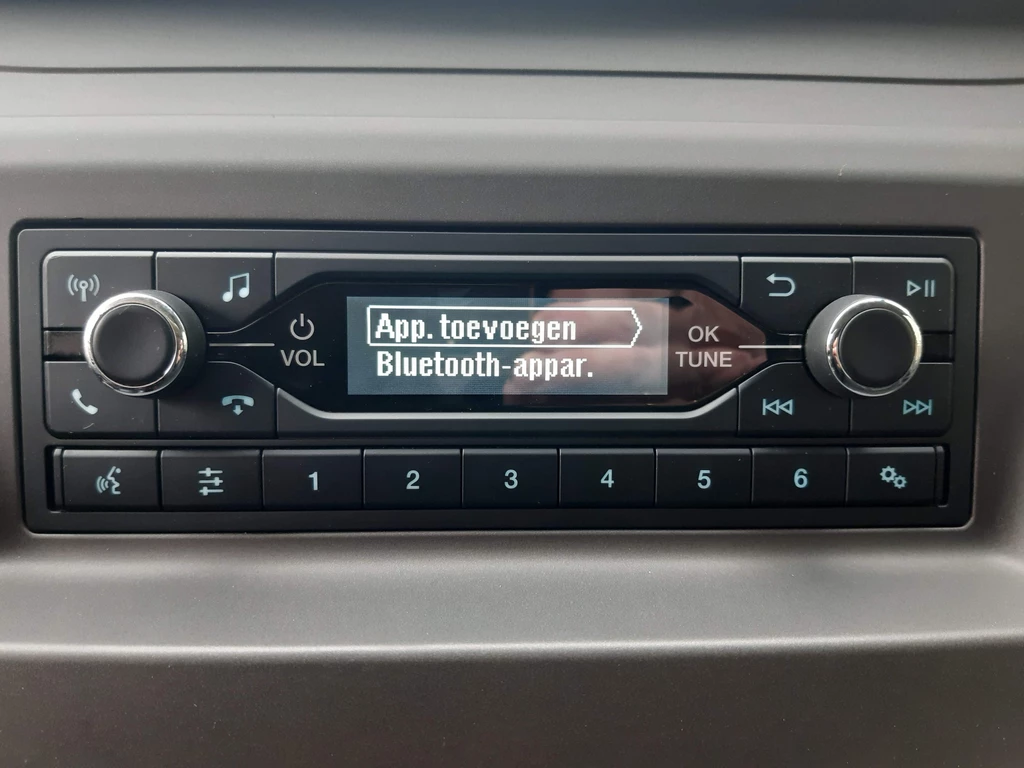 App. toevoegen
Bluetooth-appar.
VOL
OK
TUNE
1 2 3 4 5 6